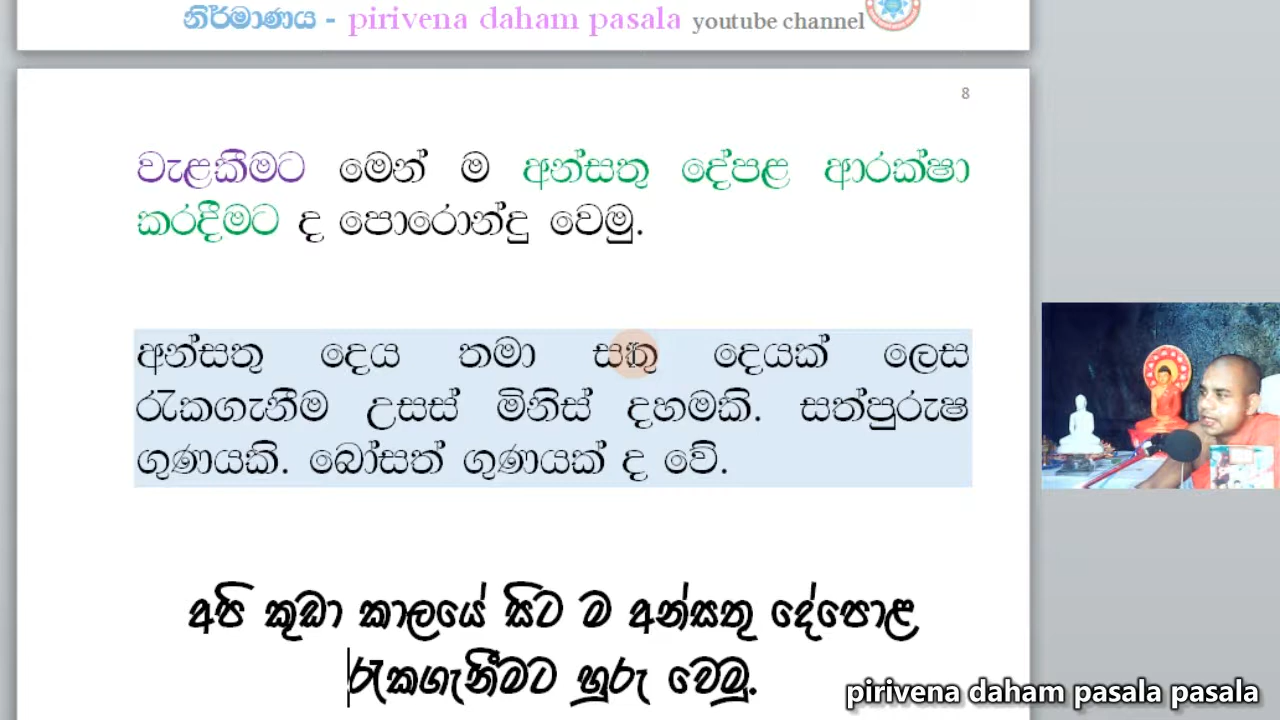 නිර්මාණය - pirivena daham pasala youtube channel
8
වැළකීමට මෙන් ම අන්සතු දේපළ ආරක්ෂා
කරදීමට ද පොරොන්දු වෙමු.
අන්සතු දෙය තමා සතු දෙයක් ලෙස
රැකගැනීම උසස් මිනිස් දහමකි. සත්පුරුෂ
ගුණයකි. බෝසත් ගුණයක් ද වේ.
අපි කුඩා කාලයේ සිට ම අන්සතු දේපොළ
රැකගැනීමට හුරු වෙමු.
pirivena daham pasala pasala